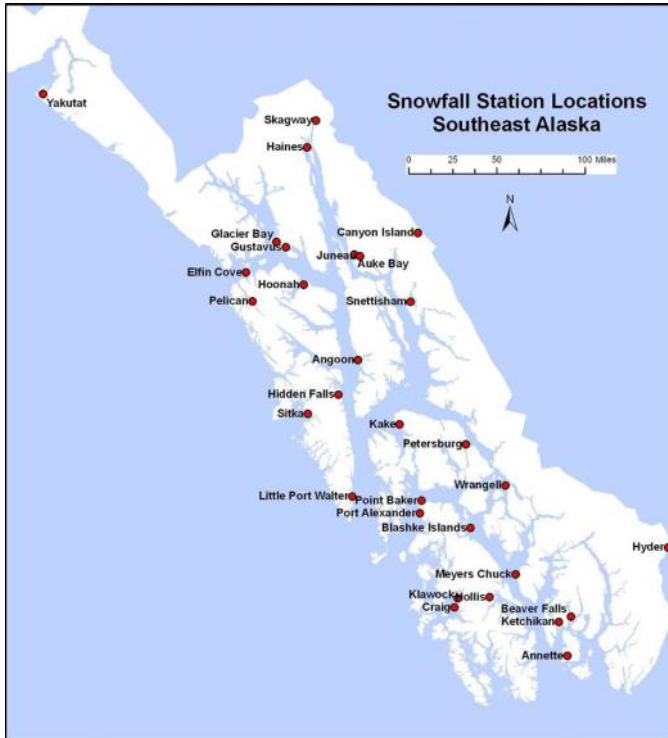 Snowfall Station Locations
Southeast Alaska
0 25 50 100 Miles
N
Yakutat
Skagway
Haines
Canyon Island
Glacier Bay
Gustavus
Juneau
Auke Bay
Elfin Cove
Hoonah
Pelican
Snettisham
Angoon
Hidden Falls
Sitka
Kake
Petersburg
Wrangell
Little Port Walter
Point Baker
Port Alexander
Blashke Islands
Hyder
Meyers Chuck
Klawock
Hollis
Craig
Beaver Falls
Ketchikan
Annette